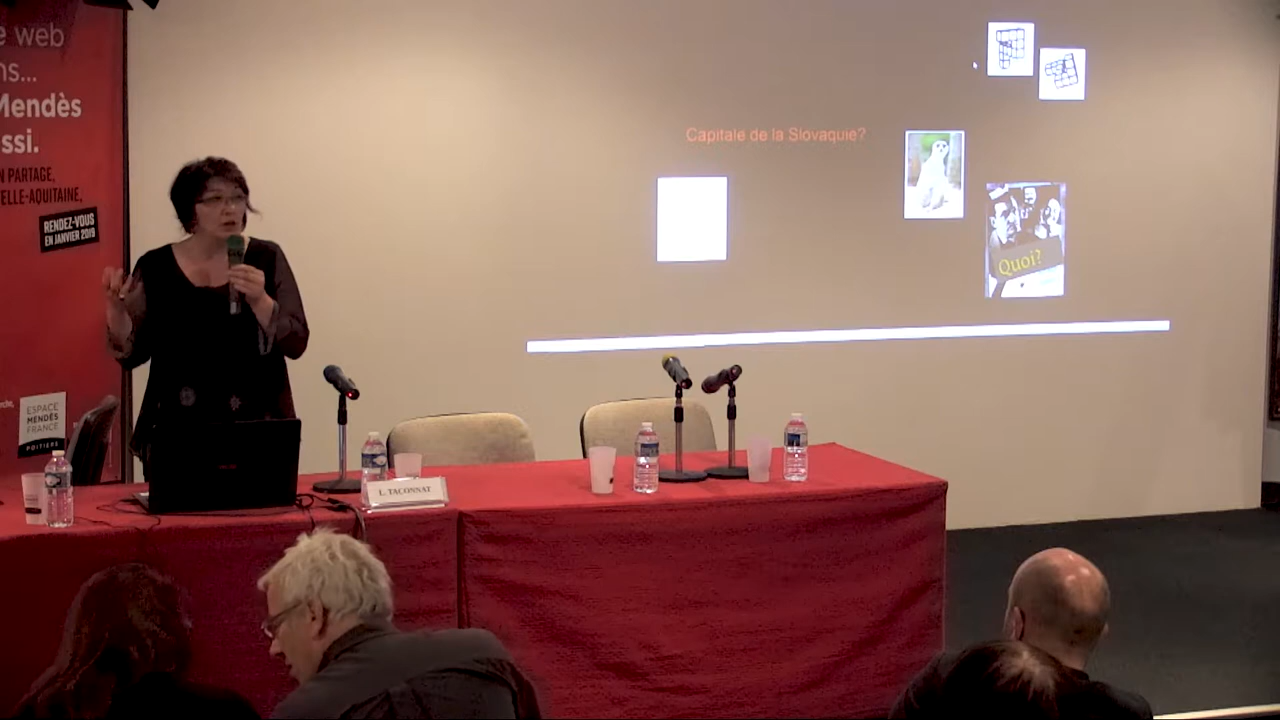 e web
ns...
Mendès
ssi.
N PARTAGE,
TELLE-AQUITAINE,
RENDEZ-VOUS
EN JANVIER 2019
ESPACE
MENDÈS
FRANCE
POITIERS
Capitale de la Slovaquie?
Quoi?
L. TACONNAT